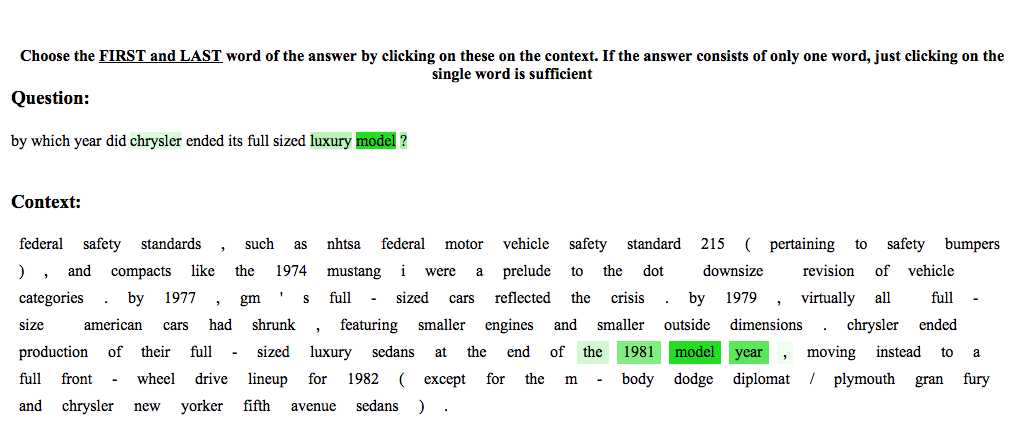 Choose the FIRST and LAST word of the answer by clicking on these on the context. If the answer consists of only one word, just clicking on the
single word is sufficient
Question:
by which year did chrysler ended its full sized luxury model ?
Context:
federal safety standards , such as nhtsa federal motor vehicle safety standard 215 ( pertaining to safety bumpers
) , and compacts like the 1974 mustang i were a prelude to the dot downsize revision of vehicle
categories . by 1977 , gm ' s full - sized cars reflected the crisis . by 1979 , virtually all full -
size american cars had shrunk , featuring smaller engines and smaller outside dimensions . chrysler ended
production of their full - sized luxury sedans at the end of the 1981 model year , moving instead to a
full front - wheel drive lineup for 1982 ( except for the m - body dodge diplomat / plymouth gran fury
and chrysler new yorker fifth avenue sedans ) .